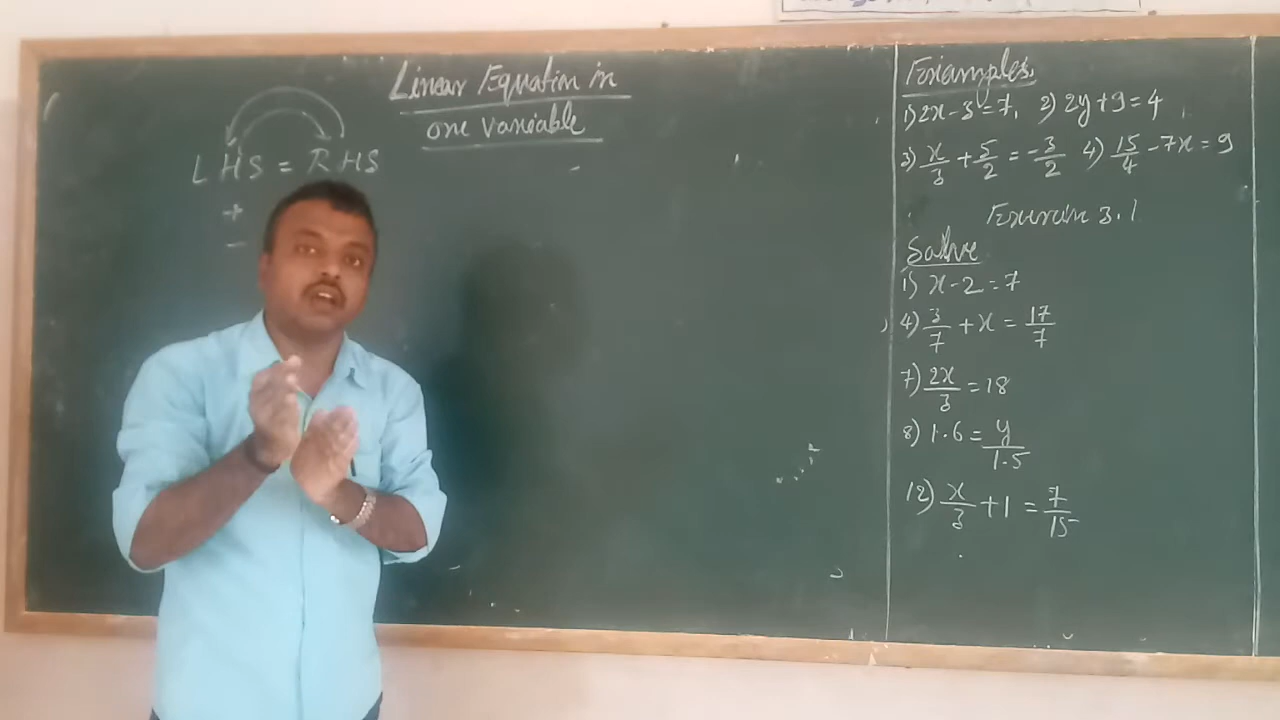 Linear Equation in
one variable
LHS = RHS
+
-
Examples
1) 2x - 3 = 7, 2) 2y + 9 = 4
3) x/3 + 5/2 = -3/2 4) 15/4 - 7x = 9
Exercise 3.1
Solve
1) x - 2 = 7
4) 3/7 + x = 17/7
7) 2x/3 = 18
8) 1.6 = y/1.5
12) x/3 + 1 = 7/15